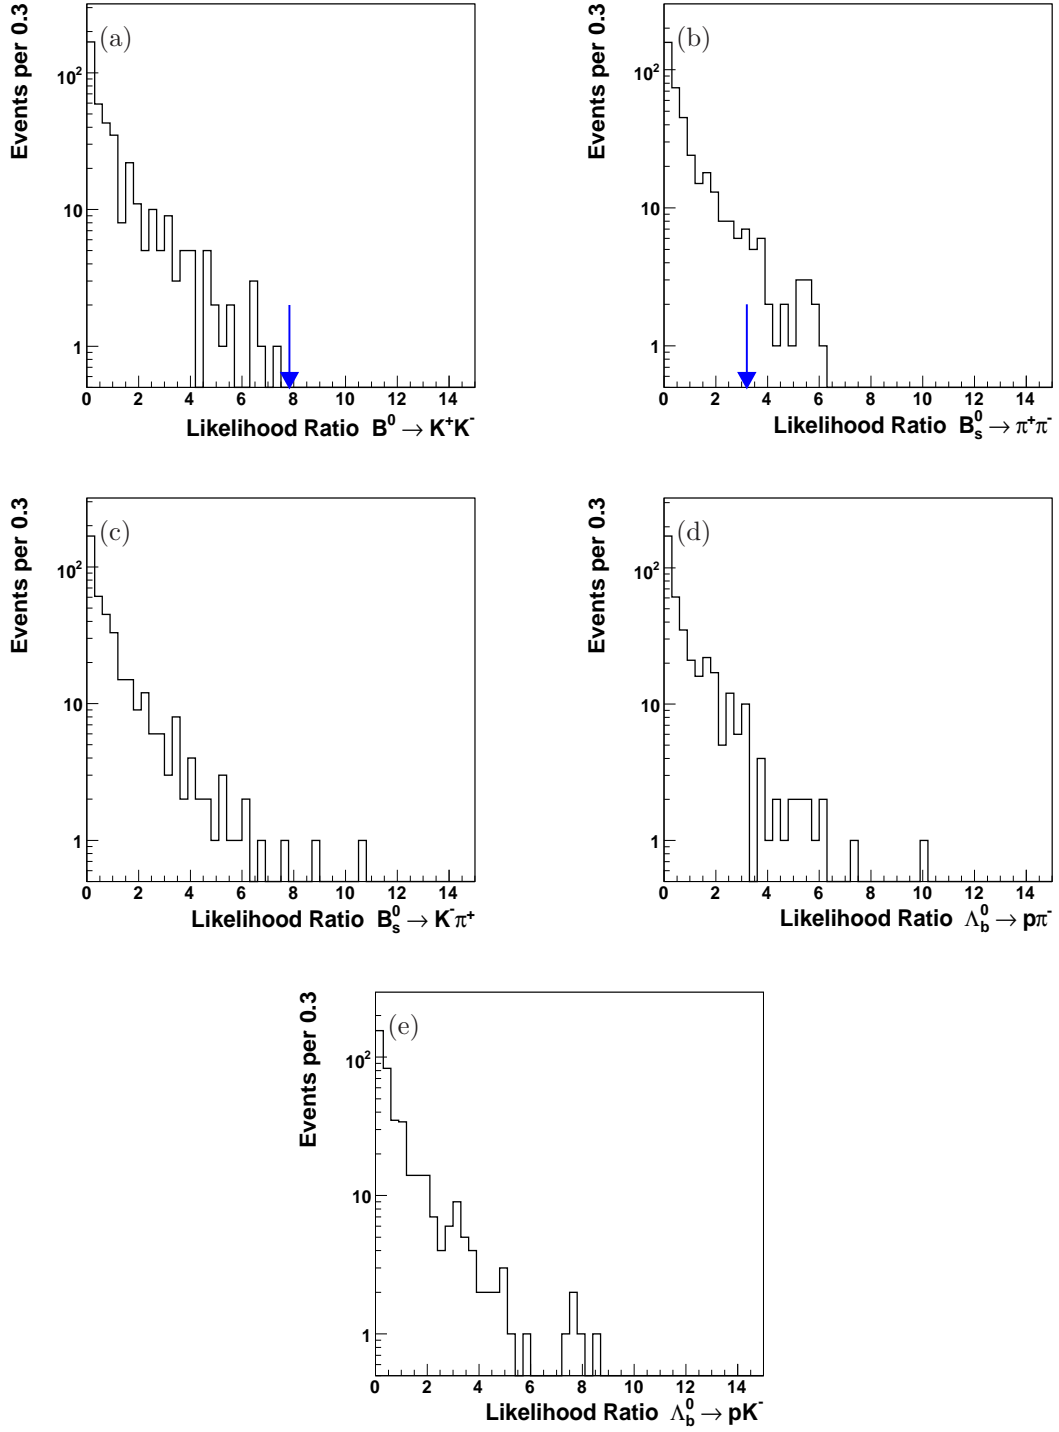 (a) (b)
Events per 0.3 Events per 0.3
10² 10²
10 10
1 1
0 2 4 6 8 10 12 14 0 2 4 6 8 10 12 14
Likelihood Ratio B⁰ → K⁺K⁻ Likelihood Ratio B⁰ₛ → π⁺π⁻
(c) (d)
Events per 0.3 Events per 0.3
10² 10²
10 10
1 1
0 2 4 6 8 10 12 14 0 2 4 6 8 10 12 14
Likelihood Ratio B⁰ₛ → K⁻π⁺ Likelihood Ratio Λ⁰_b → pπ⁻
(e)
Events per 0.3
10²
10
1
0 2 4 6 8 10 12 14
Likelihood Ratio Λ⁰_b → pK⁻